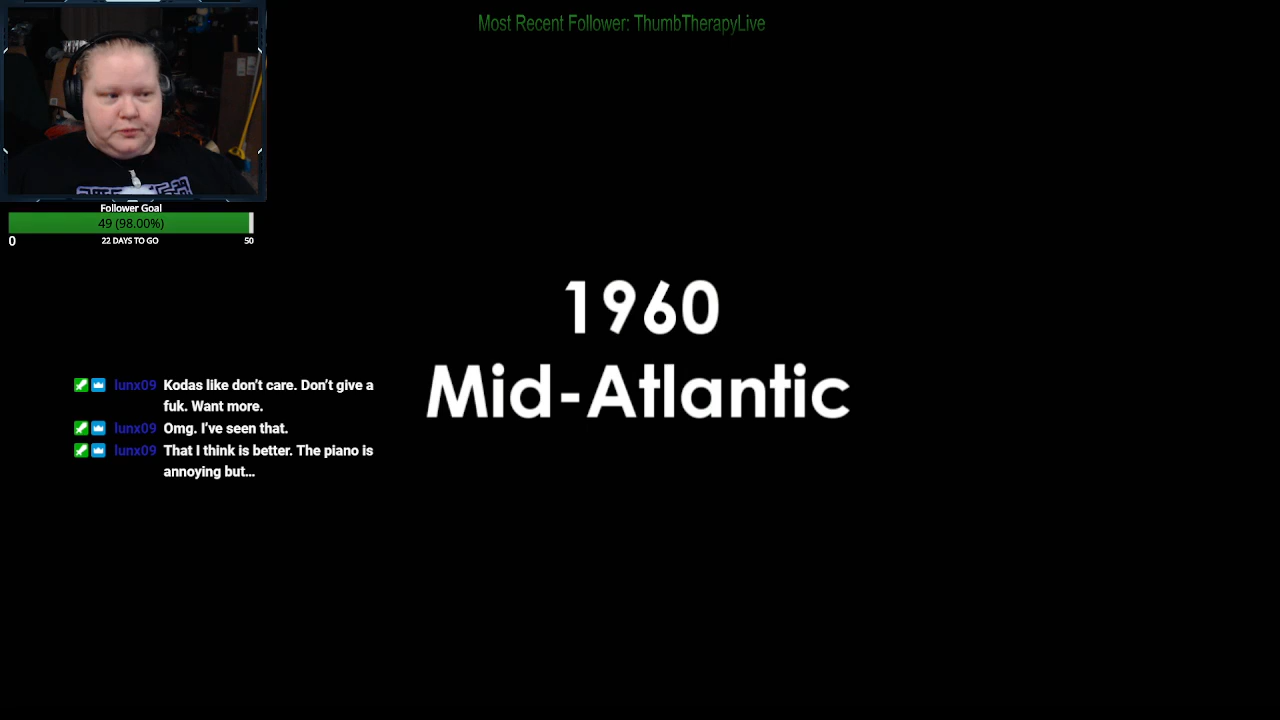 Most Recent Follower: ThumbTherapyLive
Follower Goal
49 (98.00%)
0 22 DAYS TO GO 50
1960
Mid-Atlantic
lunx09 Kodas like don't care. Don't give a
fuk. Want more.
lunx09 Omg. I've seen that.
lunx09 That I think is better. The piano is
annoying but...